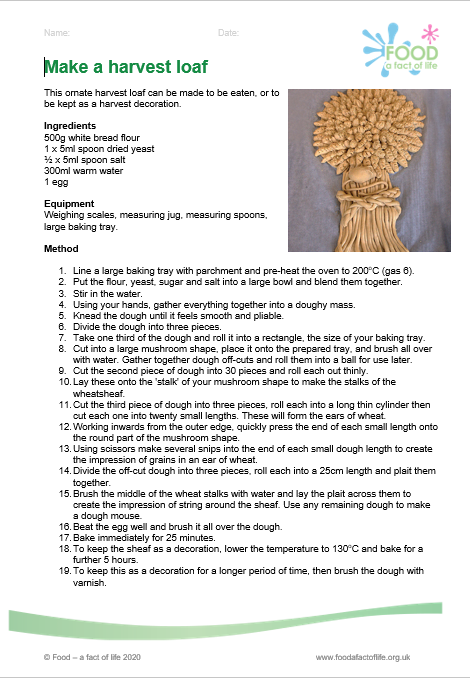 Name: Date:
FOOD
a fact of life
Make a harvest loaf
This ornate harvest loaf can be made to be eaten, or to
be kept as a harvest decoration.
Ingredients
500g white bread flour
1 x 5ml spoon dried yeast
½ x 5ml spoon salt
300ml warm water
1 egg
Equipment
Weighing scales, measuring jug, measuring spoons,
large baking tray.
Method
1. Line a large baking tray with parchment and pre-heat the oven to 200°C (gas 6).
2. Put the flour, yeast, sugar and salt into a large bowl and blend them together.
3. Stir in the water.
4. Using your hands, gather everything together into a doughy mass.
5. Knead the dough until it feels smooth and pliable.
6. Divide the dough into three pieces.
7. Take one third of the dough and roll it into a rectangle, the size of your baking tray.
8. Cut into a large mushroom shape, place it onto the prepared tray, and brush all over
with water. Gather together dough off-cuts and roll them into a ball for use later.
9. Cut the second piece of dough into 30 pieces and roll each out thinly.
10. Lay these onto the 'stalk' of your mushroom shape to make the stalks of the
wheatsheaf.
11. Cut the third piece of dough into three pieces, roll each into a long thin cylinder then
cut each one into twenty small lengths. These will form the ears of wheat.
12. Working inwards from the outer edge, quickly press the end of each small length onto
the round part of the mushroom shape.
13. Using scissors make several snips into the end of each small dough length to create
the impression of grains in an ear of wheat.
14. Divide the off-cut dough into three pieces, roll each into a 25cm length and plait them
together.
15. Brush the middle of the wheat stalks with water and lay the plait across them to
create the impression of string around the sheaf. Use any remaining dough to make
a dough mouse.
16. Beat the egg well and brush it all over the dough.
17. Bake immediately for 25 minutes.
18. To keep the sheaf as a decoration, lower the temperature to 130°C and bake for a
further 5 hours.
19. To keep this as a decoration for a longer period of time, then brush the dough with
varnish.
© Food – a fact of life 2020 www.foodafactoflife.org.uk